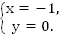 x = −1,
y = 0.